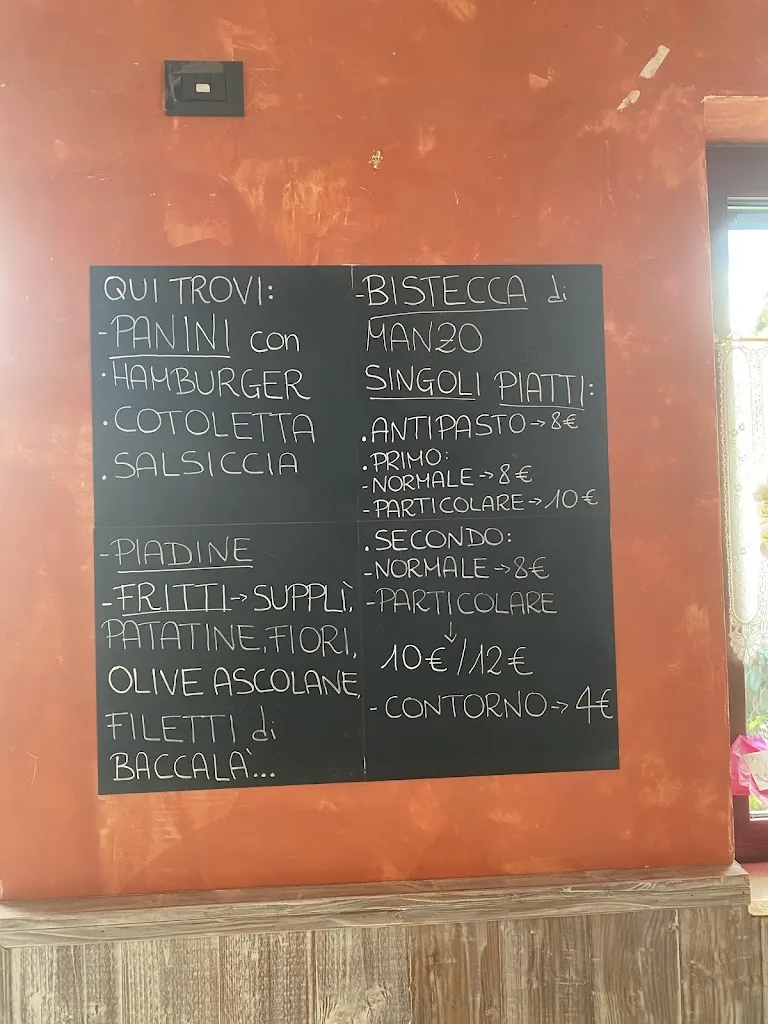 QUI TROVI:
-PANINI con
·HAMBURGER
·COTOLETTA
.SALSICCIA
-PIADINE
-FRITTI→SUPPLÌ,
PATATINE,FIORI,
OLIVE ASCOLANE,
FILETTI di
BACCALÀ...
-BISTECCA di
MANZO
SINGOLI PIATTI:
.ANTIPASTO→8€
.PRIMO:
-NORMALE→8€
-PARTICOLARE→10€
.SECONDO:
-NORMALE→8€
-PARTICOLARE
↓
10€/12€
-CONTORNO→4€